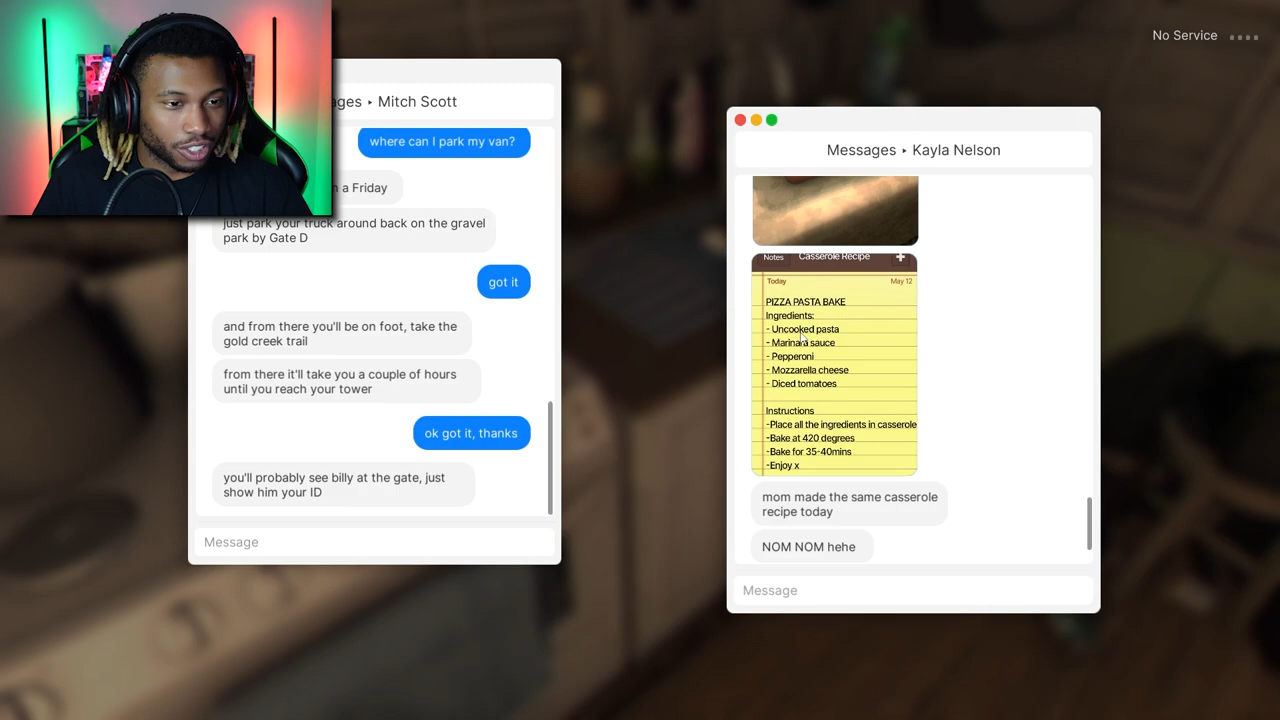 No Service
ages ▸ Mitch Scott
where can I park my van?
n a Friday
just park your truck around back on the gravel
park by Gate D
got it
and from there you'll be on foot, take the
gold creek trail
from there it'll take you a couple of hours
until you reach your tower
ok got it, thanks
you'll probably see billy at the gate, just
show him your ID
Message
Messages ▸ Kayla Nelson
Notes Casserole Recipe +
Today May 12
PIZZA PASTA BAKE
Ingredients:
- Uncooked pasta
- Marinara sauce
- Pepperoni
- Mozzarella cheese
- Diced tomatoes
Instructions
-Place all the ingredients in casserole
-Bake at 420 degrees
-Bake for 35-40mins
-Enjoy x
mom made the same casserole
recipe today
NOM NOM hehe
Message